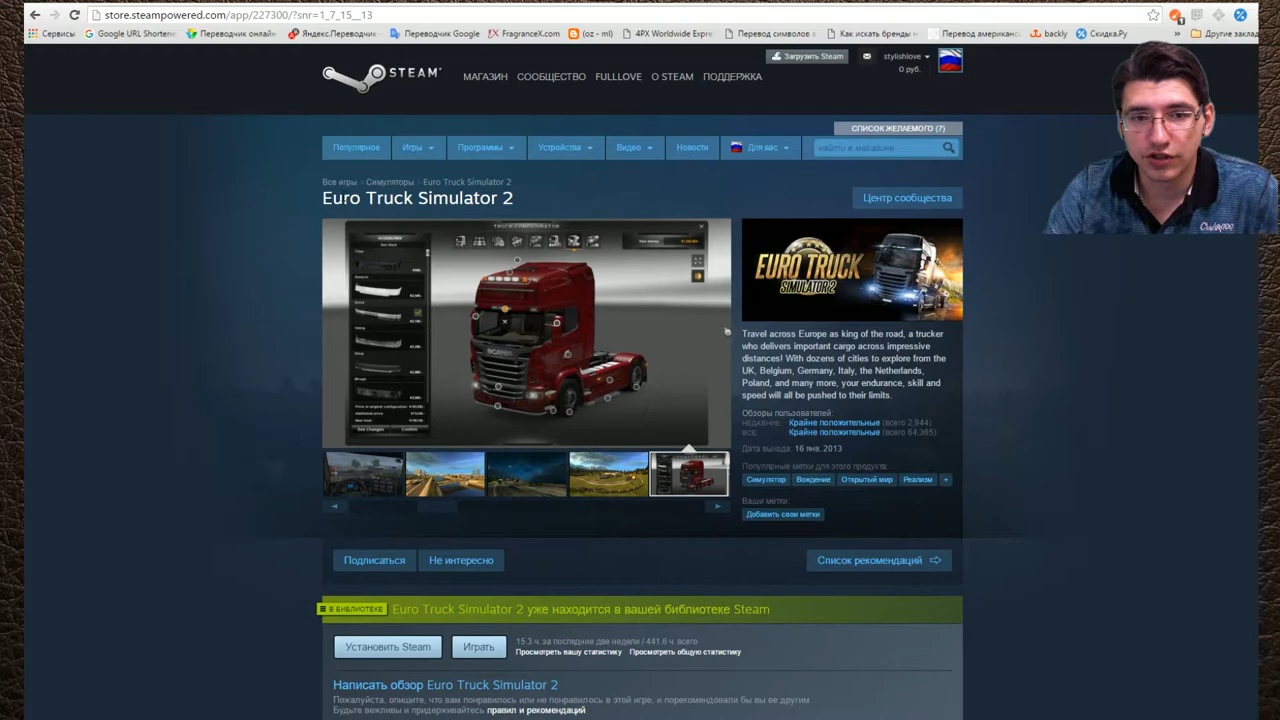 store.steampowered.com/app/227300/?snr=1_7_15__13
Сервисы Google URL Shortene Переводчик онлайн Яндекс.Переводчик Переводчик Google FragranceX.com (oz - ml) 4PX Worldwide Expre Перевод символов в Как искать бренды н Перевод американс backly Скидка.Ру » Другие заклад
STEAM
МАГАЗИН СООБЩЕСТВО FULLLOVE О STEAM ПОДДЕРЖКА
Загрузить Steam
stylishlove
0 руб.
СПИСОК ЖЕЛАЕМОГО (7)
Популярное Игры Программы Устройства Видео Новости Для вас найти в магазине
Все игры > Симуляторы > Euro Truck Simulator 2
Euro Truck Simulator 2
Центр сообщества
TRUCK CONFIGURATOR
EURO TRUCK
SIMULATOR 2
Travel across Europe as king of the road, a trucker
who delivers important cargo across impressive
distances! With dozens of cities to explore from the
UK, Belgium, Germany, Italy, the Netherlands,
Poland, and many more, your endurance, skill and
speed will all be pushed to their limits.
Обзоры пользователей:
НЕДАВНИЕ: Крайне положительные (всего 2,944)
ВСЕ: Крайне положительные (всего 64,365)
Дата выхода: 16 янв. 2013
Популярные метки для этого продукта:
Симулятор Вождение Открытый мир Реализм +
Ваши метки:
Добавить свои метки
Подписаться Не интересно Список рекомендаций
В БИБЛИОТЕКЕ Euro Truck Simulator 2 уже находится в вашей библиотеке Steam
Установить Steam Играть
15.3 ч. за последние две недели / 441.6 ч. всего
Просмотреть вашу статистику Просмотреть общую статистику
Написать обзор Euro Truck Simulator 2
Пожалуйста, опишите, что вам понравилось или не понравилось в этой игре, и порекомендовали бы вы ее другим
Будьте вежливы и придерживайтесь правил и рекомендаций